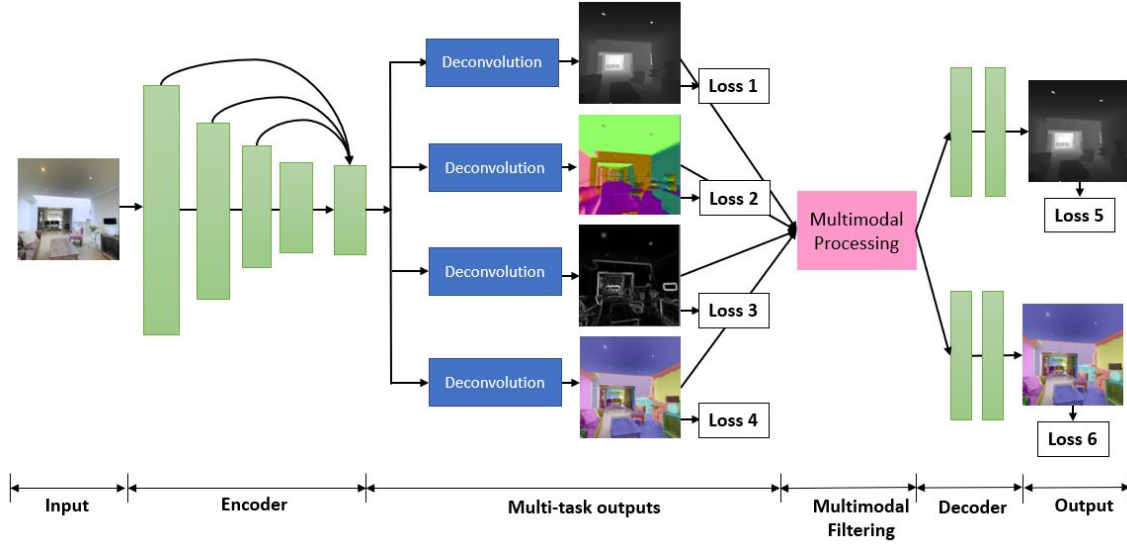 Deconvolution
Loss 1
Deconvolution
Loss 2
Deconvolution
Loss 3
Deconvolution
Loss 4
Multimodal
Processing
Loss 5
Loss 6
Input
Encoder
Multi-task outputs
Multimodal
Filtering
Decoder
Output